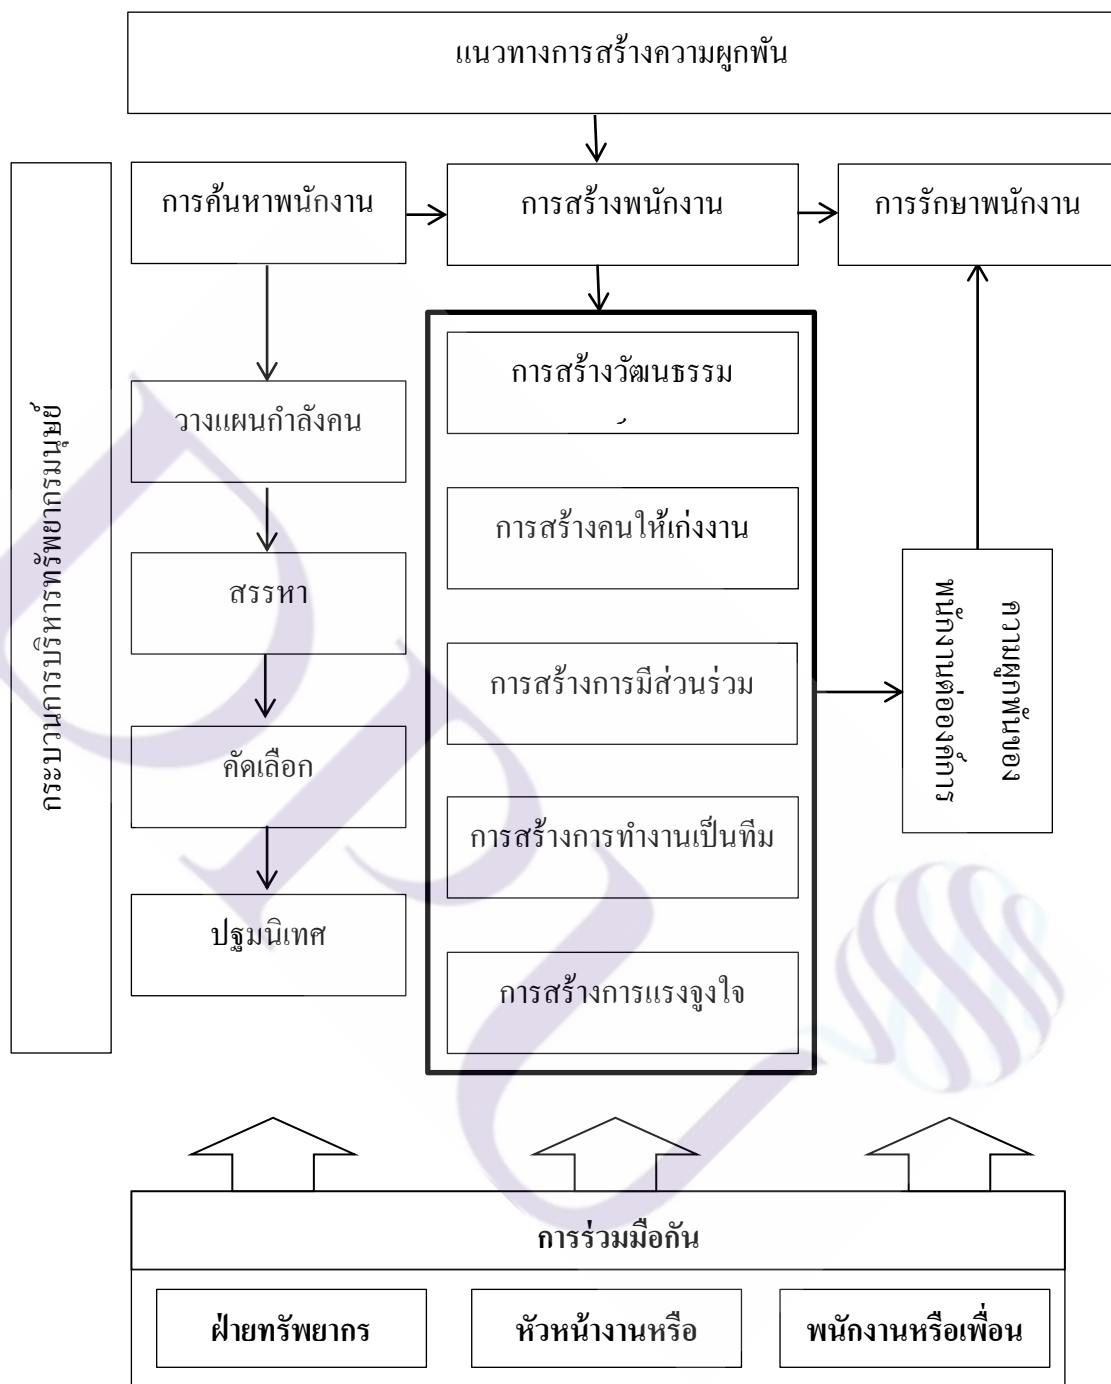 แนวทางการสร้างความผูกพัน
กระบวนการบริหารทรัพยากรมนุษย์
การค้นหาพนักงาน
การสร้างพนักงาน
การรักษาพนักงาน
วางแผนกำลังคน
สรรหา
คัดเลือก
ปฐมนิเทศ
การสร้างวัฒนธรรม
การสร้างคนให้เก่งงาน
การสร้างการมีส่วนร่วม
การสร้างการทำงานเป็นทีม
การสร้างการแรงจูงใจ
ความผูกพันของ
พนักงานต่อองค์การ
การร่วมมือกัน
ฝ่ายทรัพยากร
หัวหน้างานหรือ
พนักงานหรือเพื่อน
DPU